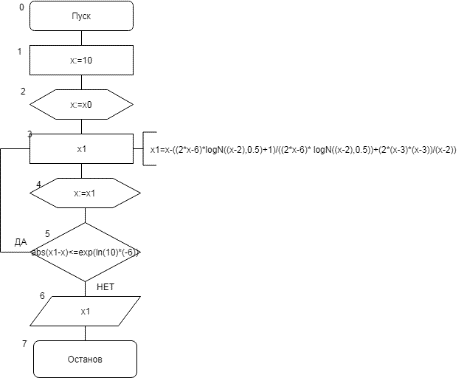 0
Пуск
1
x:=10
2
x:=x0
3
x1
x1=x-((2*x-6)*logN((x-2),0.5)+1)/((2*x-6)* logN((x-2),0.5))+(2*(x-3)*(x-3))/(x-2))
4
x:=x1
5
ДА
abs(x1-x)<=exp(ln(10)*(-6))
НЕТ
6
x1
7
Останов